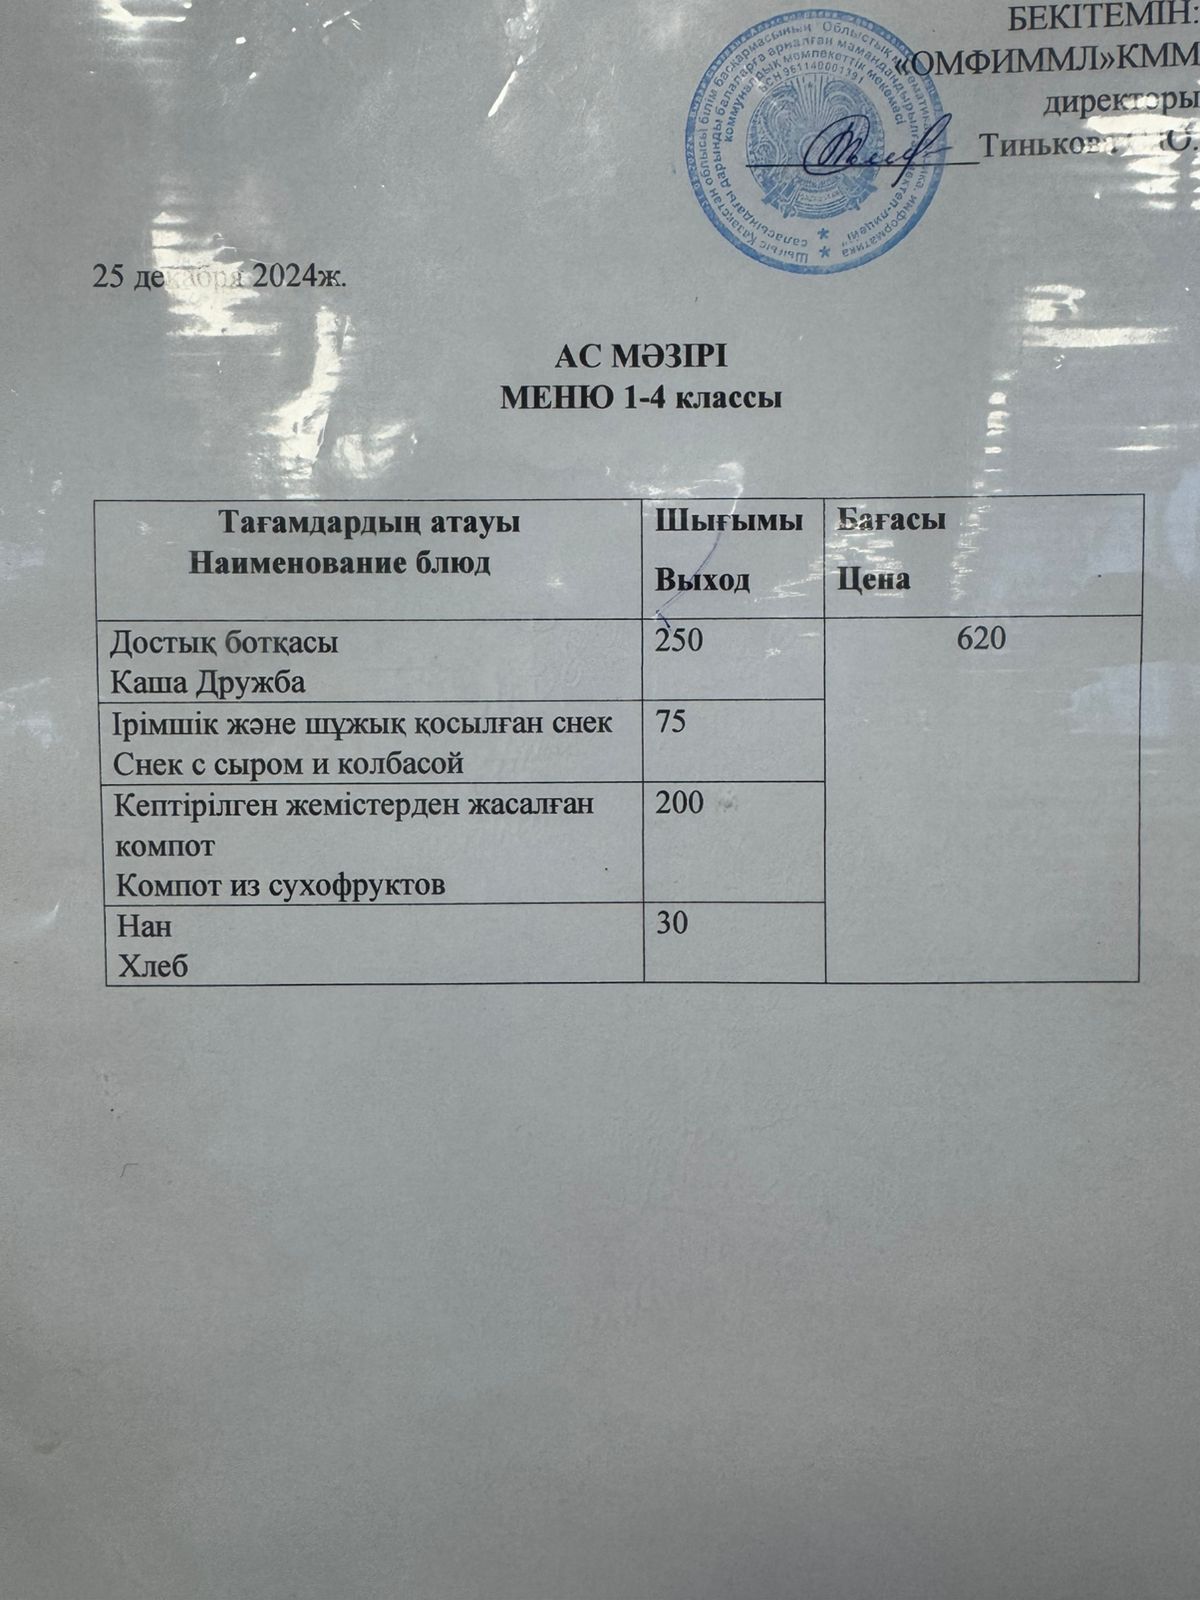 БЕКІТЕМІН:
«ОМФИММЛ»КММ
директоры
25 декабря 2024ж.
АС МӘЗІРІ
МЕНЮ 1-4 классы
Тағамдардың атауы
Наименование блюд
Шығымы
Выход
Бағасы
Цена
Достық ботқасы
Каша Дружба
250
620
Ірімшік және шұжық қосылған снек
Снек с сыром и колбасой
75
Кептірілген жемістерден жасалған
компот
Компот из сухофруктов
200
Нан
Хлеб
30